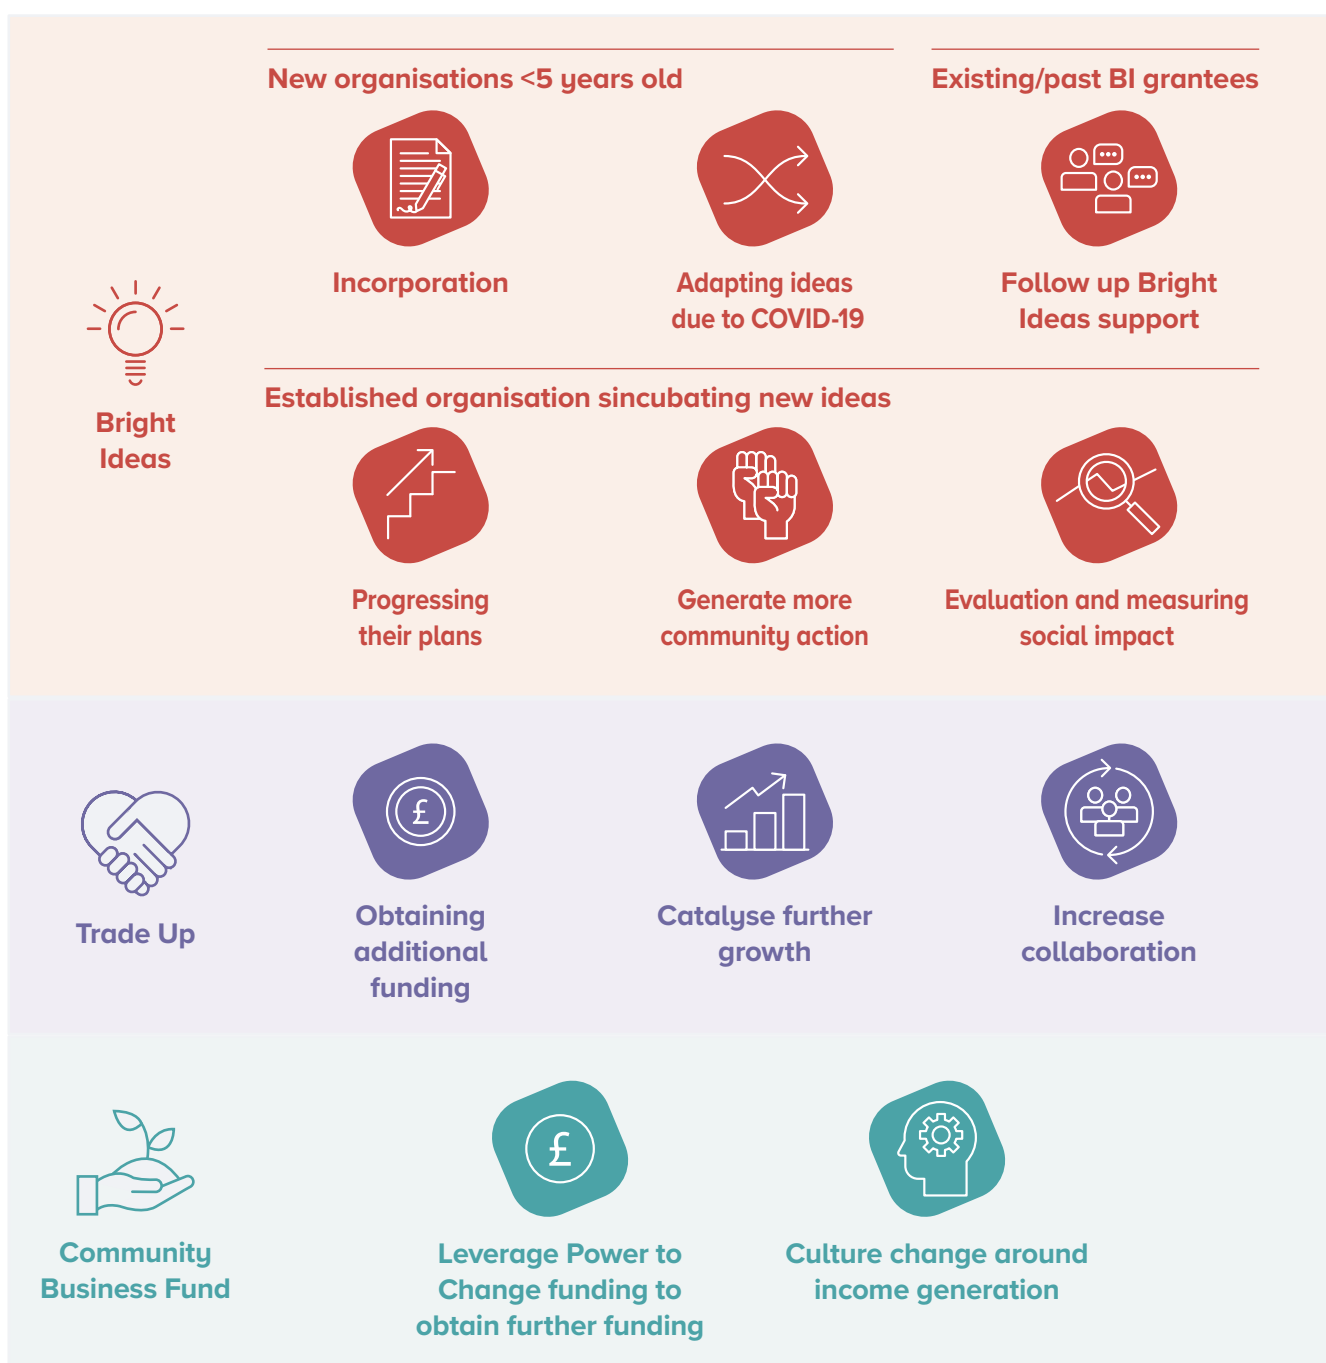 New organisations <5 years old
Existing/past BI grantees
Incorporation
Adapting ideas
due to COVID-19
Follow up Bright
Ideas support
Bright
Ideas
Established organisation sincubating new ideas
Progressing
their plans
Generate more
community action
Evaluation and measuring
social impact
Trade Up
£
Obtaining
additional
funding
Catalyse further
growth
Increase
collaboration
Community
Business Fund
£
Leverage Power to
Change funding to
obtain further funding
Culture change around
income generation